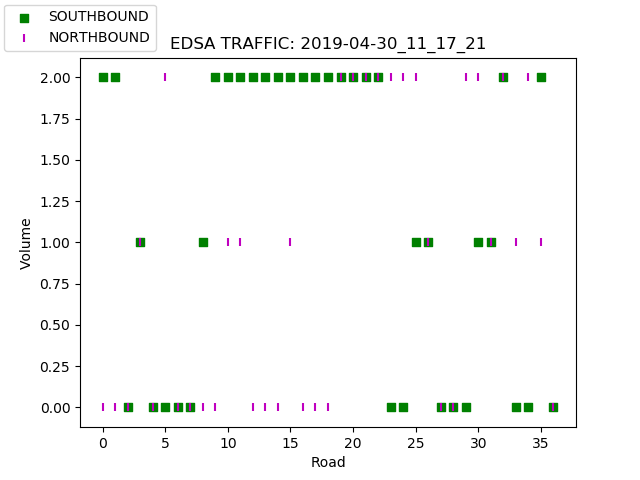 SOUTHBOUND
NORTHBOUND
EDSA TRAFFIC: 2019-04-30_11_17_21
2.00
1.75
1.50
1.25
1.00
0.75
0.50
0.25
0.00
Volume
0 5 10 15 20 25 30 35
Road